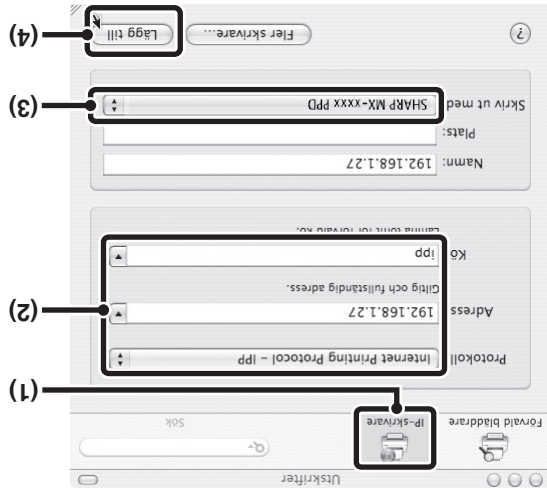 Utskrifter
Förvald bläddrare
IP-skrivare
Sök
(1)
Protokoll: Internet Printing Protocol – IPP
Adress: 192.168.1.27
Giltig och fullständig adress.
(2)
Kö: ipp
Lämna tomt för förvald kö.
Namn: 192.168.1.27
Plats:
Skriv ut med: SHARP MX-xxxx PPD
(3)
?
Fler skrivare...
Lägg till
(4)